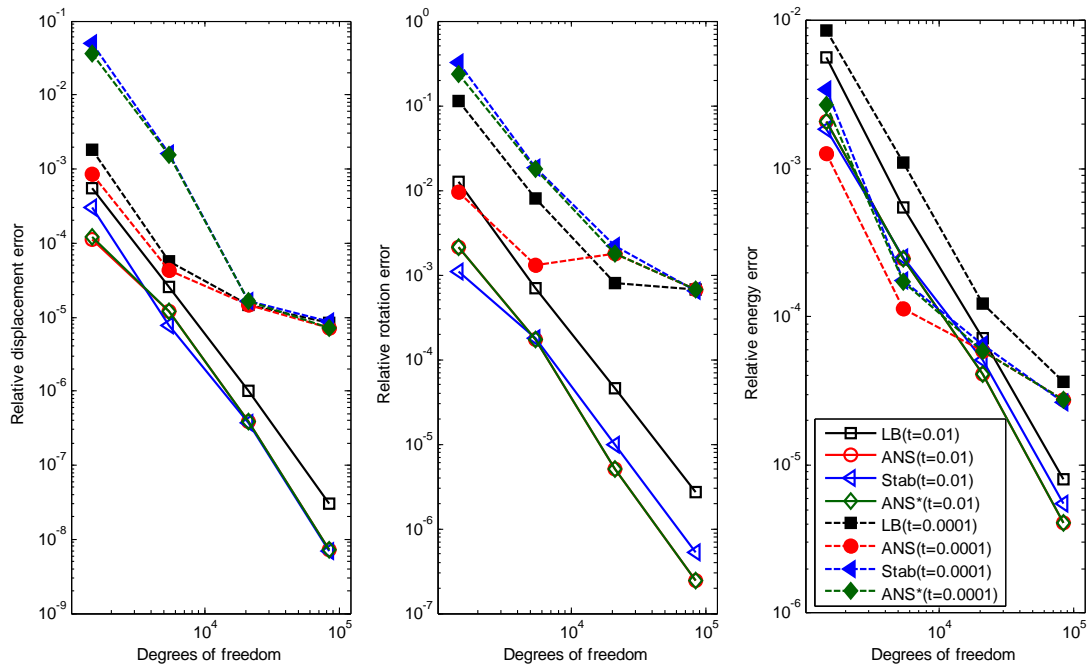 10^-1
10^-2
10^-3
10^-4
10^-5
10^-6
10^-7
10^-8
10^-9
10^4
10^5
Relative displacement error
Degrees of freedom
10^0
10^-1
10^-2
10^-3
10^-4
10^-5
10^-6
10^-7
10^4
10^5
Relative rotation error
Degrees of freedom
10^-2
10^-3
10^-4
10^-5
10^-6
10^4
10^5
Relative energy error
Degrees of freedom
LB(t=0.01)
ANS(t=0.01)
Stab(t=0.01)
ANS*(t=0.01)
LB(t=0.0001)
ANS(t=0.0001)
Stab(t=0.0001)
ANS*(t=0.0001)